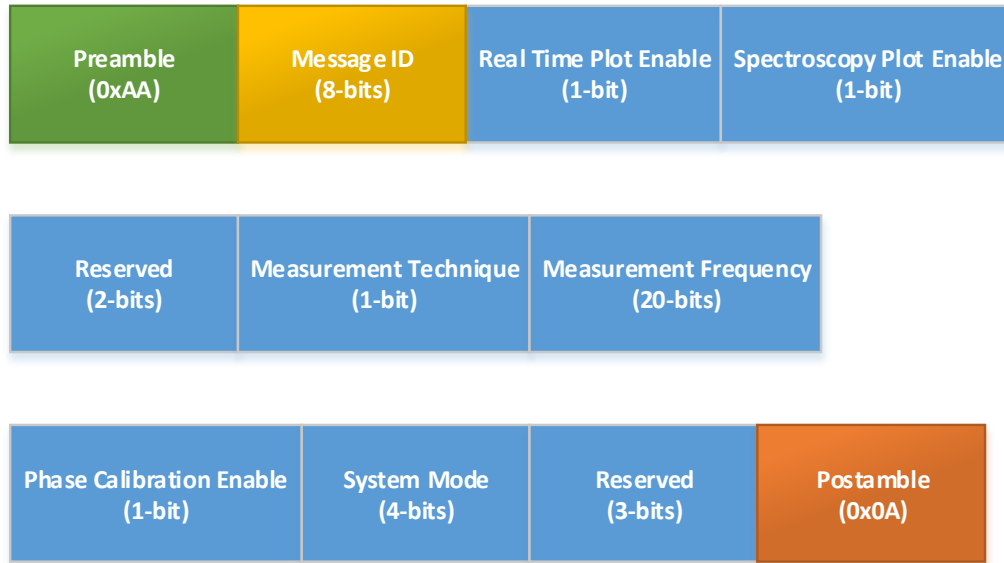 Preamble
(0xAA)
Message ID
(8-bits)
Real Time Plot Enable
(1-bit)
Spectroscopy Plot Enable
(1-bit)
Reserved
(2-bits)
Measurement Technique
(1-bit)
Measurement Frequency
(20-bits)
Phase Calibration Enable
(1-bit)
System Mode
(4-bits)
Reserved
(3-bits)
Postamble
(0x0A)